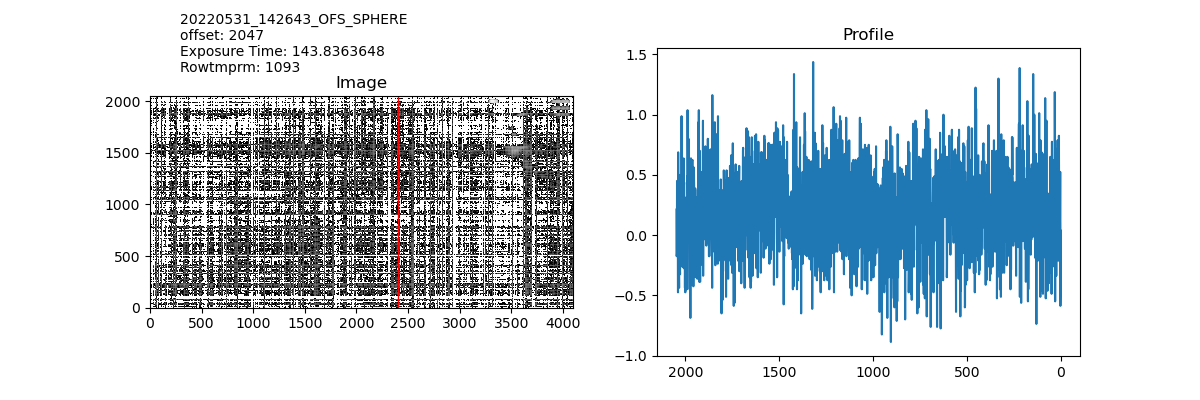 20220531_142643_OFS_SPHERE
offset: 2047
Exposure Time: 143.8363648
Rowtmprm: 1093
Image
2000
1500
1000
500
0
0 500 1000 1500 2000 2500 3000 3500 4000
Profile
1.5
1.0
0.5
0.0
−0.5
−1.0
2000 1500 1000 500 0